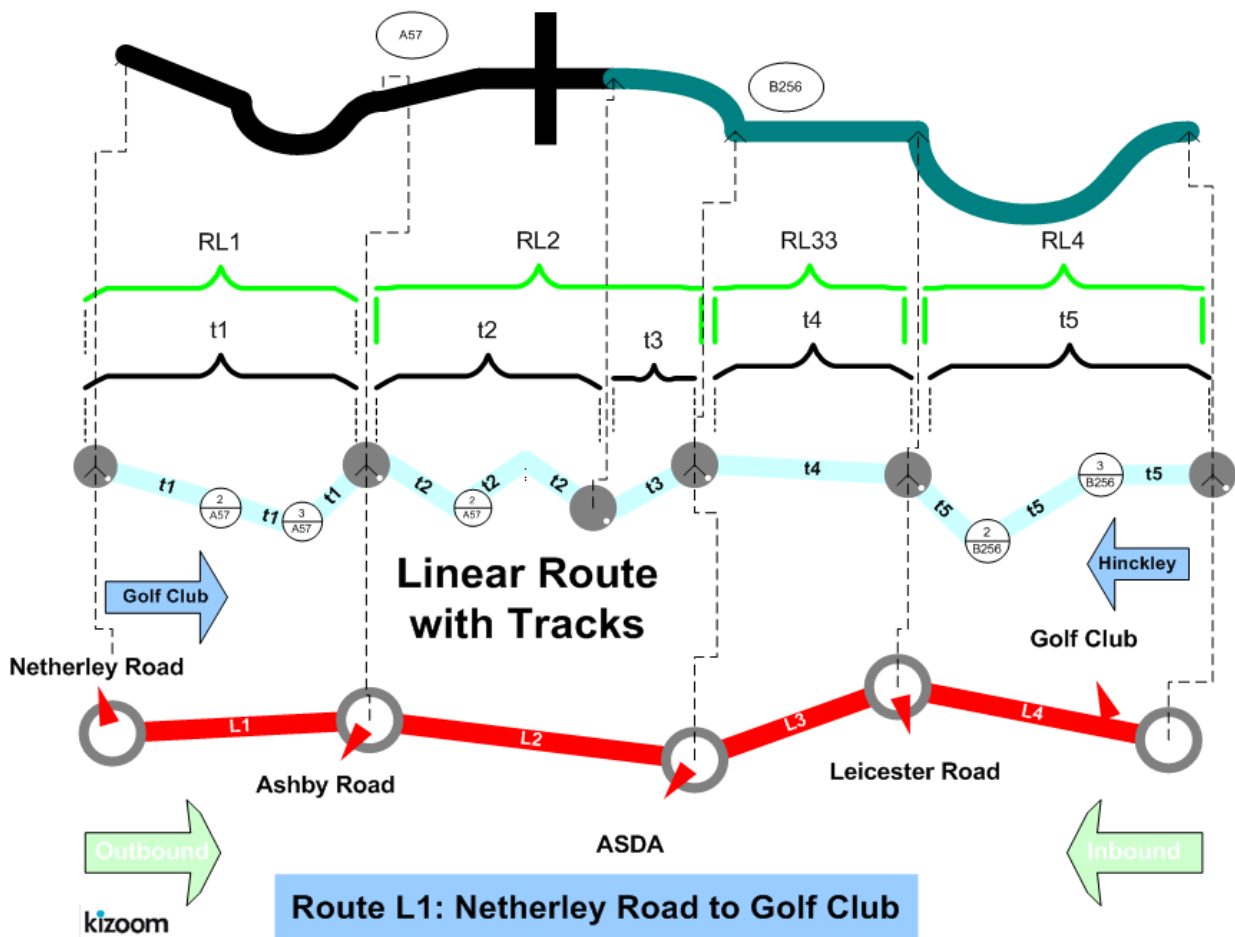 A57
B256
RL1
RL2
RL33
RL4
t1
t2
t3
t4
t5
t1
2
A57
t1
3
A57
t1
t2
2
A57
t2
t2
t3
t4
t5
2
B256
t5
3
B256
t5
Golf Club
Linear Route
with Tracks
Hinckley
Golf Club
Netherley Road
L1
L2
L3
L4
Ashby Road
Leicester Road
ASDA
Outbound
Inbound
Route L1: Netherley Road to Golf Club
kizoom